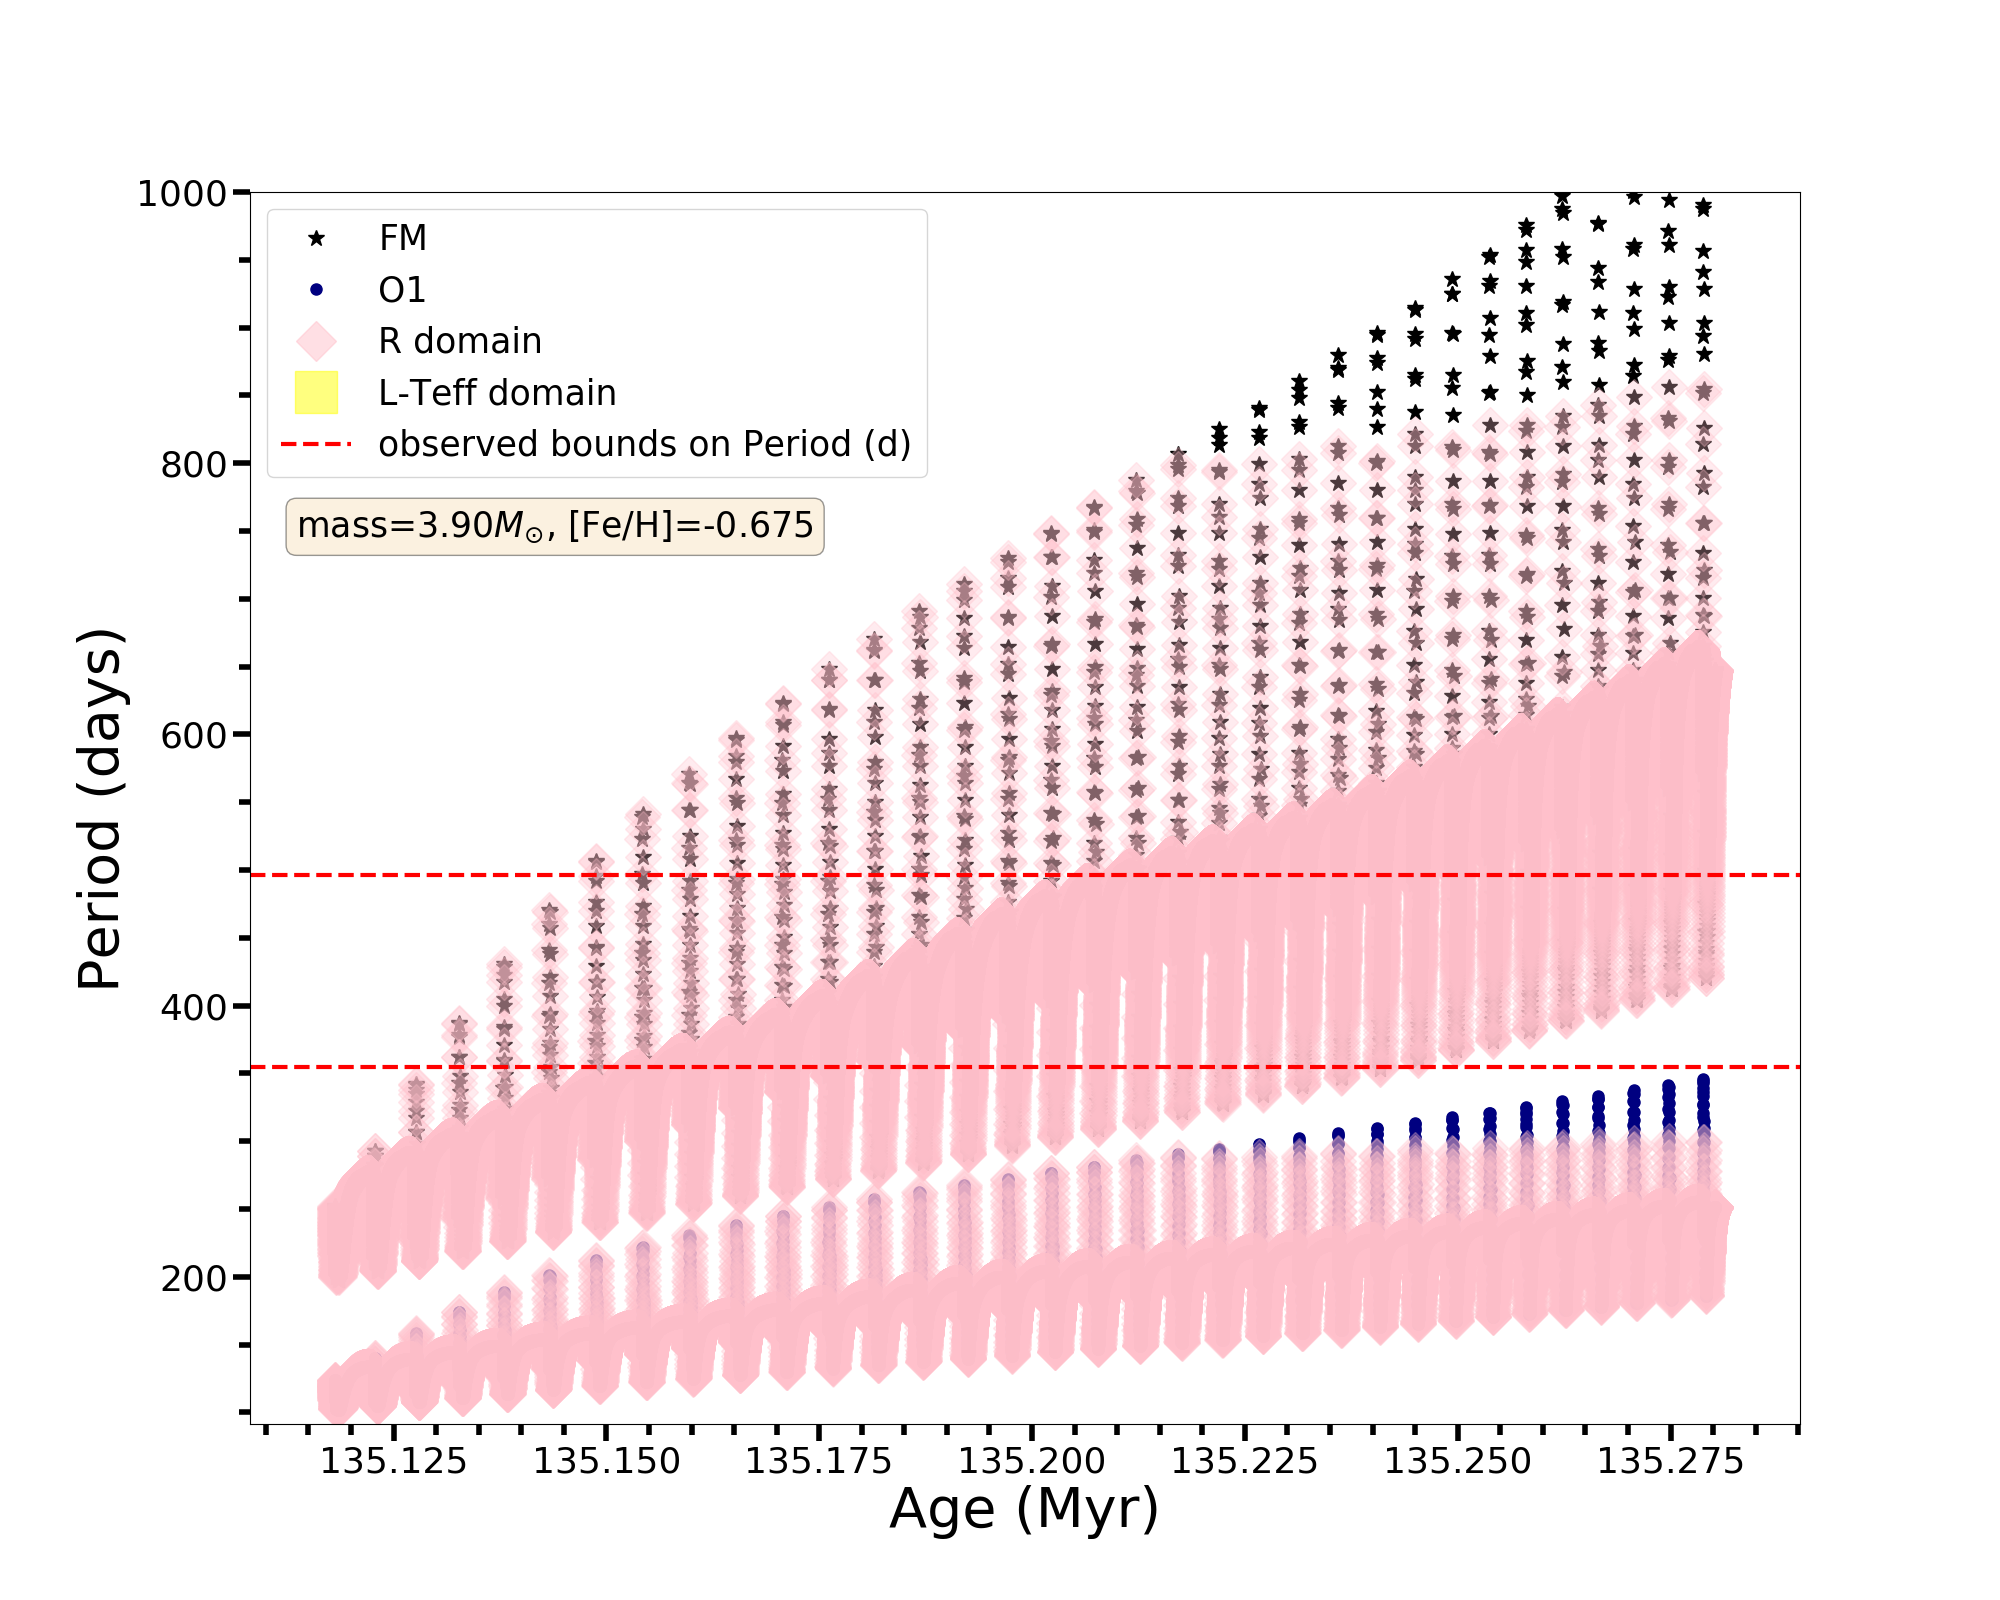 1000
800
600
400
200
Period (days)
FM
O1
R domain
L-Teff domain
observed bounds on Period (d)
mass=3.90M⊙, [Fe/H]=-0.675
135.125 135.150 135.175 135.200 135.225 135.250 135.275
Age (Myr)